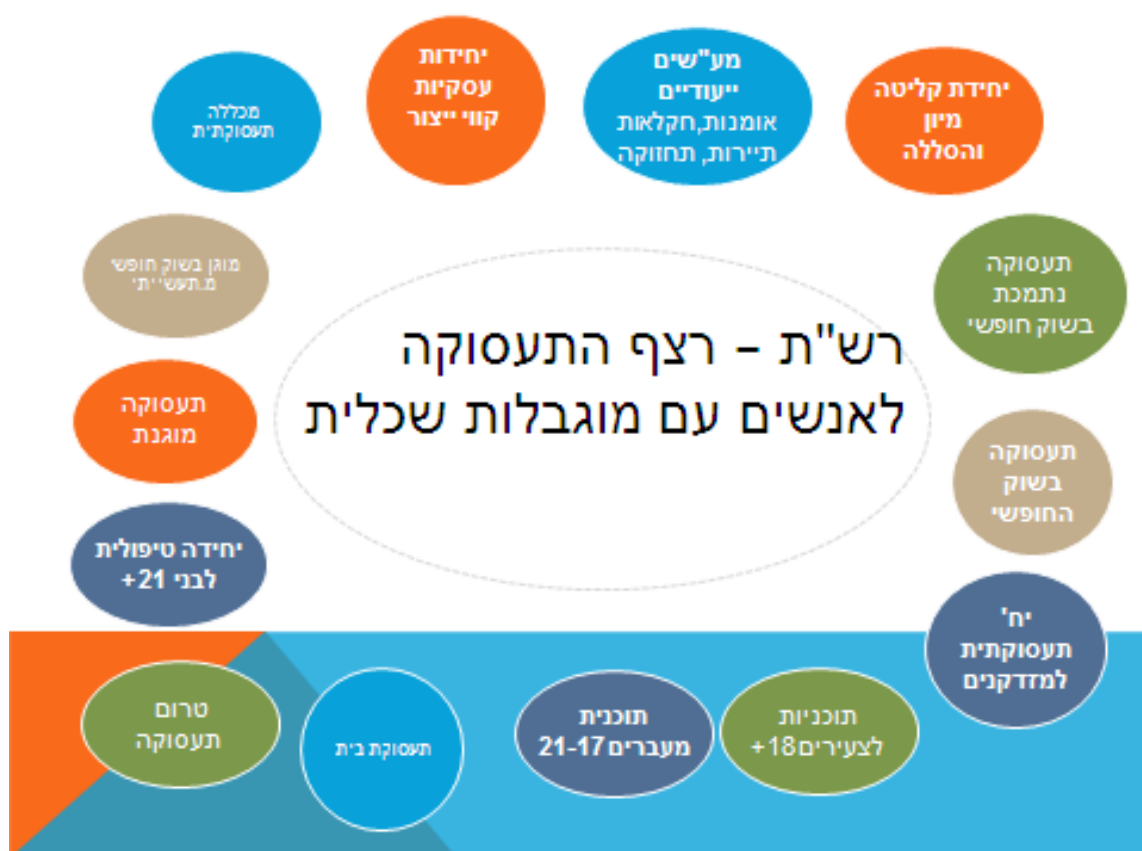 יחידת קליטה
מיון
והסללה
מע"שים
ייעודיים
אומנות,חקלאות
תיירות, תחזוקה
יחידות
עסקיות
קווי ייצור
מכללה
תעסוקתית
תעסוקה
נתמכת
בשוק חופשי
מוגן בשוק חופשי
מ.תעשייתי
רש"ת – רצף התעסוקה
לאנשים עם מוגבלות שכלית
תעסוקה
בשוק
החופשי
תעסוקה
מוגנת
יחידה טיפולית
לבני 21+
יח'
תעסוקתית
למזדקנים
תוכניות
לצעירים18+
תוכנית
מעברים 21-17
תעסוקת בית
טרום
תעסוקה